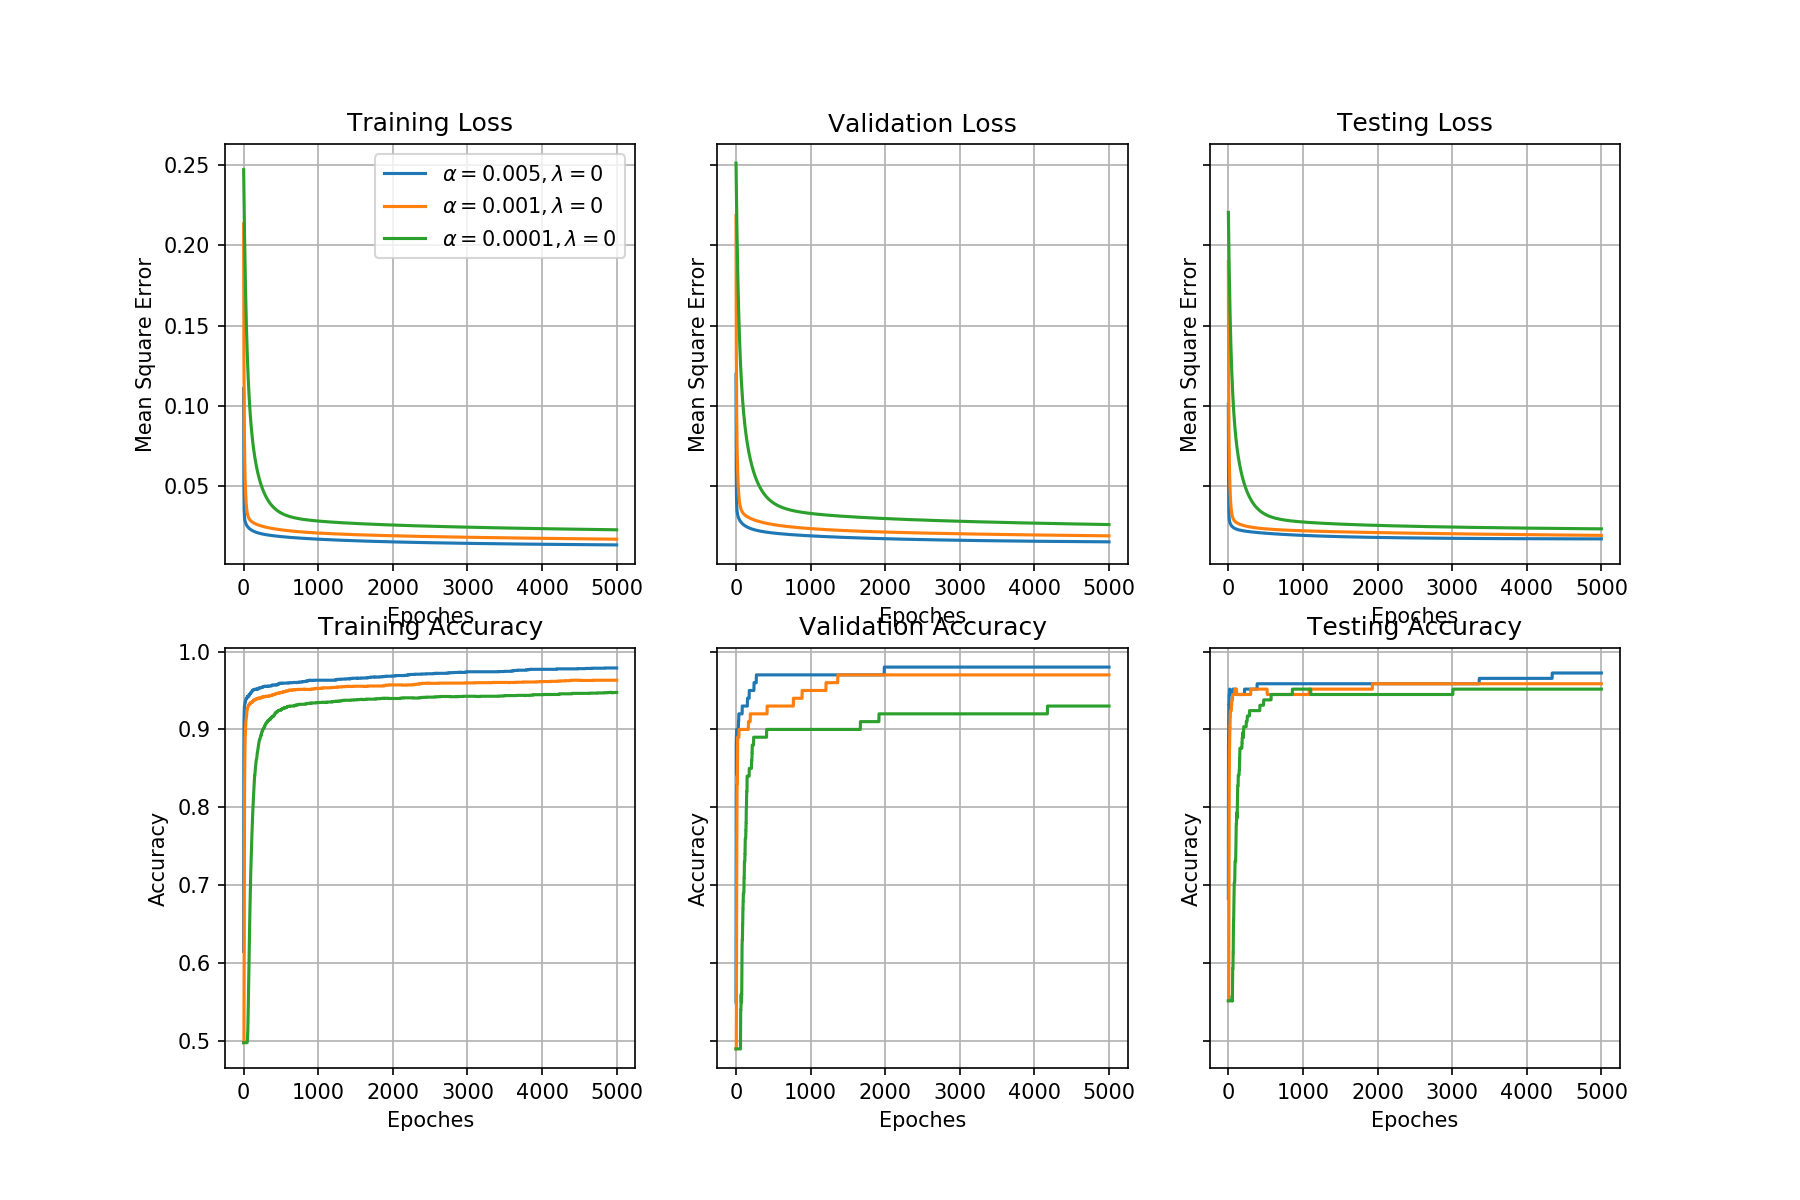 Training Loss
Validation Loss
Testing Loss
0.25
0.20
0.15
0.10
0.05
Mean Square Error
Mean Square Error
Mean Square Error
α = 0.005, λ = 0
α = 0.001, λ = 0
α = 0.0001, λ = 0
0 1000 2000 3000 4000 5000
0 1000 2000 3000 4000 5000
0 1000 2000 3000 4000 5000
Epoches
Epoches
Epoches
Training Accuracy
Validation Accuracy
Testing Accuracy
1.0
0.9
0.8
0.7
0.6
0.5
Accuracy
Accuracy
Accuracy
0 1000 2000 3000 4000 5000
0 1000 2000 3000 4000 5000
0 1000 2000 3000 4000 5000
Epoches
Epoches
Epoches